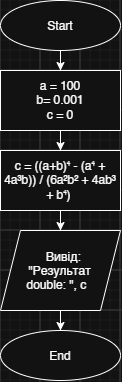 Start
a = 100
b= 0.001
c = 0
c = ((a+b)⁴ - (a⁴ +
4a³b)) / (6a²b² + 4ab³
+ b⁴)
Вивід:
"Результат
double: ", c
End